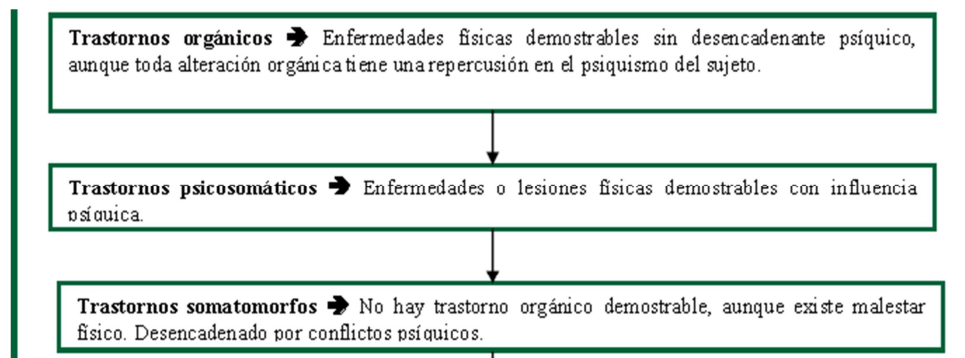 Trastornos orgánicos ➔ Enfermedades físicas demostrables sin desencadenante psíquico,
aunque toda alteración orgánica tiene una repercusión en el psiquismo del sujeto.
Trastornos psicosomáticos ➔ Enfermedades o lesiones físicas demostrables con influencia
psíquica.
Trastornos somatomorfos ➔ No hay trastorno orgánico demostrable, aunque existe malestar
físico. Desencadenado por conflictos psíquicos.